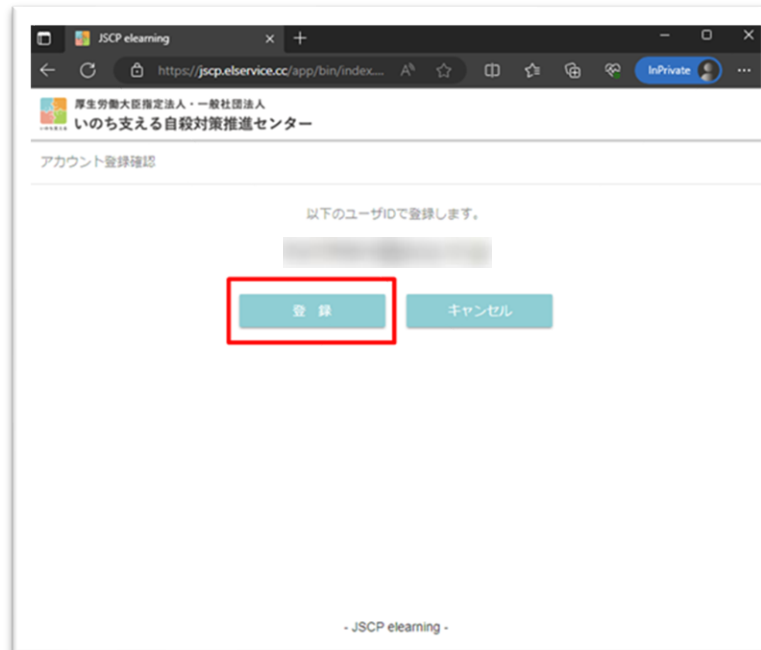 JSCP elearning
https://jscp.elservice.cc/app/bin/index....
InPrivate
厚生労働大臣指定法人・一般社団法人
いのち支える自殺対策推進センター
アカウント登録確認
以下のユーザIDで登録します。
登 録
キャンセル
- JSCP elearning -